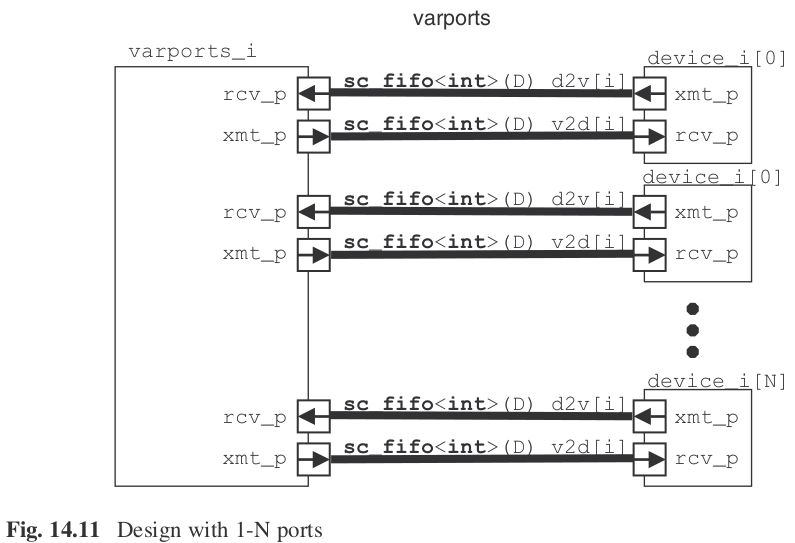 varports
varports_i
device_i[0]
rcv_p
sc_fifo<int>(D) d2v[i]
xmt_p
xmt_p
sc_fifo<int>(D) v2d[i]
rcv_p
device_i[0]
rcv_p
sc_fifo<int>(D) d2v[i]
xmt_p
xmt_p
sc_fifo<int>(D) v2d[i]
rcv_p
device_i[N]
rcv_p
sc_fifo<int>(D) d2v[i]
xmt_p
xmt_p
sc_fifo<int>(D) v2d[i]
rcv_p
Fig. 14.11 Design with 1-N ports